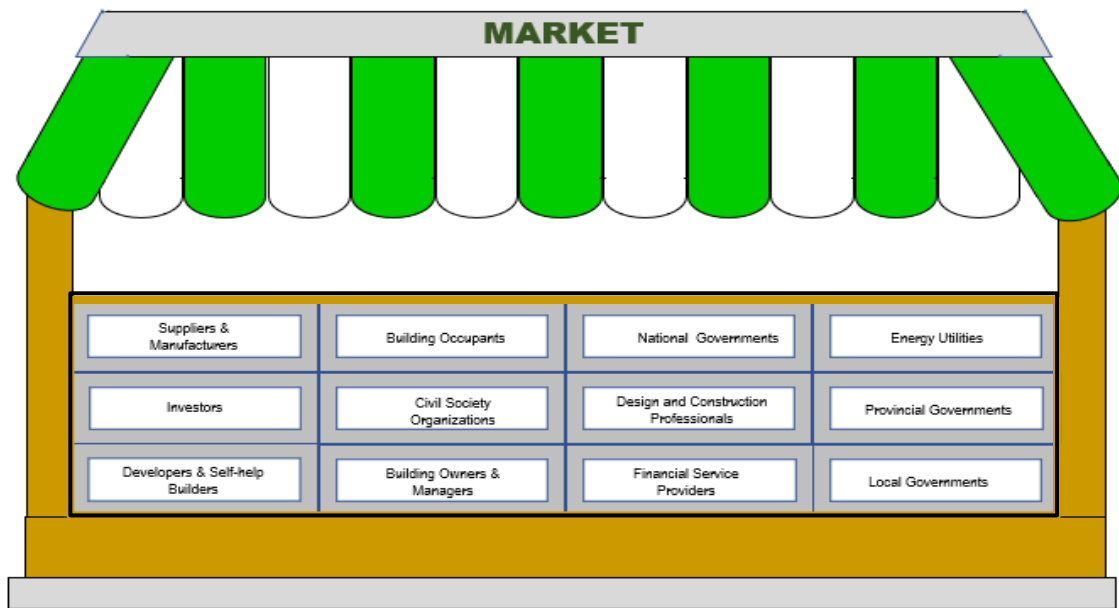 MARKET
Suppliers &
Manufacturers
Building Occupants
National Governments
Energy Utilities
Investors
Civil Society
Organizations
Design and Construction
Professionals
Provincial Governments
Developers & Self-help
Builders
Building Owners &
Managers
Financial Service
Providers
Local Governments